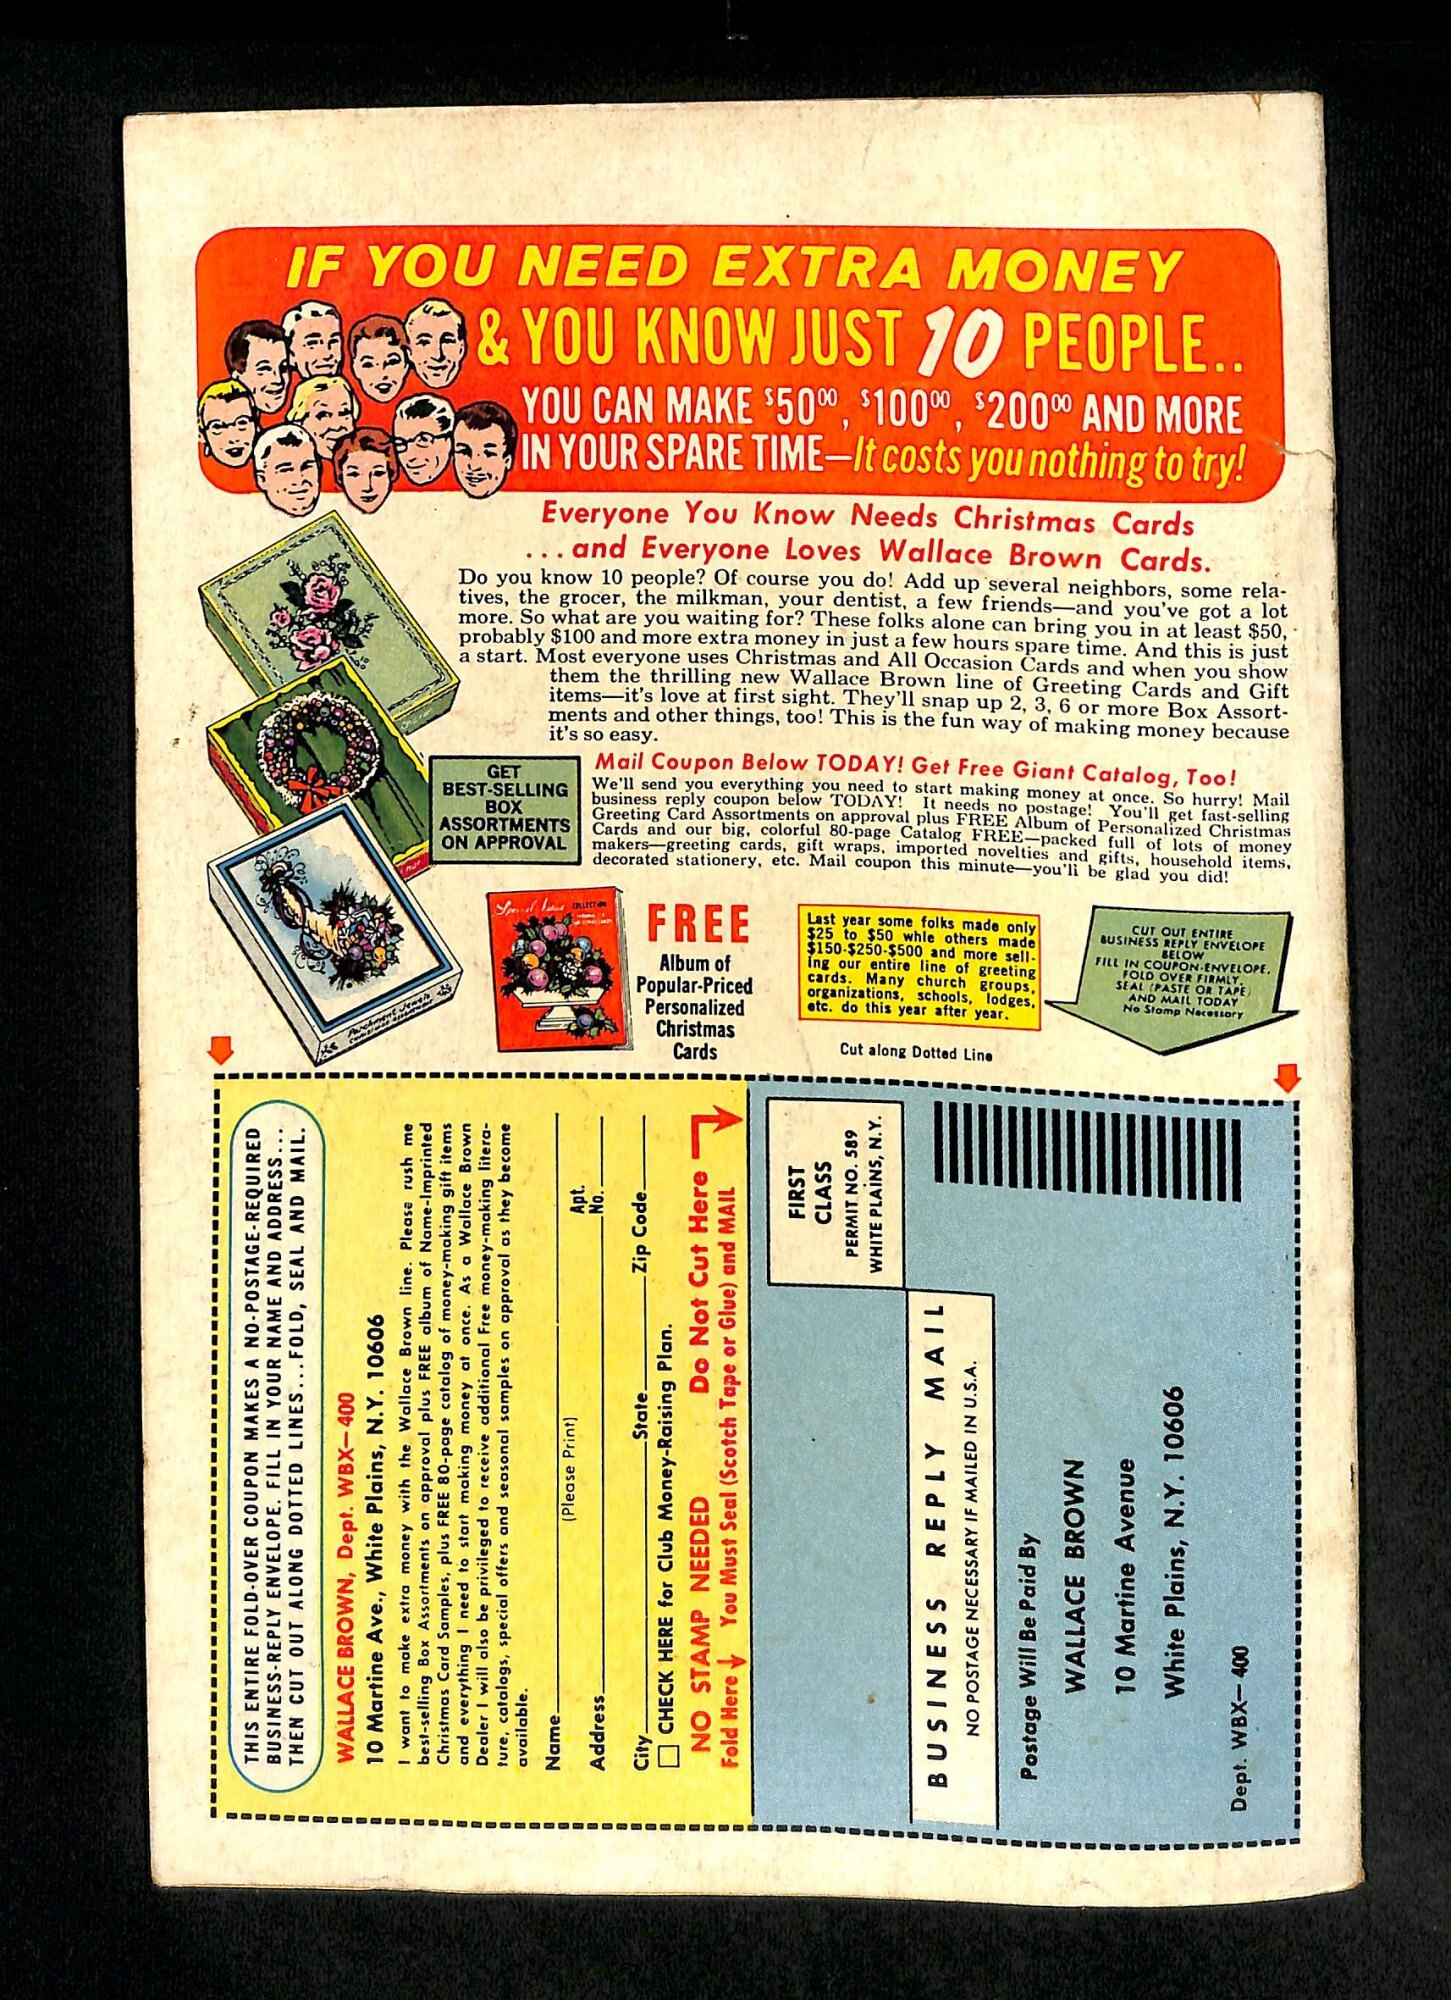 IF YOU NEED EXTRA MONEY
& YOU KNOW JUST 10 PEOPLE..
YOU CAN MAKE $50⁰⁰, $100⁰⁰, $200⁰⁰ AND MORE
IN YOUR SPARE TIME—It costs you nothing to try!
Everyone You Know Needs Christmas Cards
...and Everyone Loves Wallace Brown Cards.
Do you know 10 people? Of course you do! Add up several neighbors, some rela-
tives, the grocer, the milkman, your dentist, a few friends—and you've got a lot
more. So what are you waiting for? These folks alone can bring you in at least $50,
probably $100 and more extra money in just a few hours spare time. And this is just
a start. Most everyone uses Christmas and All Occasion Cards and when you show
them the thrilling new Wallace Brown line of Greeting Cards and Gift
items—it's love at first sight. They'll snap up 2, 3, 6 or more Box Assort-
ments and other things, too! This is the fun way of making money because
it's so easy.
GET
BEST-SELLING
BOX
ASSORTMENTS
ON APPROVAL
Mail Coupon Below TODAY! Get Free Giant Catalog, Too!
We'll send you everything you need to start making money at once. So hurry! Mail
business reply coupon below TODAY! It needs no postage! You'll get fast-selling
Greeting Card Assortments on approval plus FREE Album of Personalized Christmas
Cards and our big, colorful 80-page Catalog FREE—packed full of lots of money
makers—greeting cards, gift wraps, imported novelties and gifts, household items,
decorated stationery, etc. Mail coupon this minute—you'll be glad you did!
Parchment Jewels
COLLECTION
FREE
Album of
Popular-Priced
Personalized
Christmas
Cards
Last year some folks made only
$25 to $50 whle others made
$150-$250-$500 and more sell-
ing our entire line of greeting
cards. Many church groups,
organizations, schools, lodges,
etc. do this year after year.
Cut along Dotted Line
CUT OUT ENTIRE
BUSINESS REPLY ENVELOPE
BELOW
FILL IN COUPON-ENVELOPE.
FOLD OVER FIRMLY,
SEAL (PASTE OR TAPE)
AND MAIL TODAY
No Stamp Necessary
THIS ENTIRE FOLD-OVER COUPON MAKES A NO-POSTAGE-REQUIRED
BUSINESS-REPLY ENVELOPE. FILL IN YOUR NAME AND ADDRESS...
THEN CUT OUT ALONG DOTTED LINES...FOLD, SEAL AND MAIL.
WALLACE BROWN, Dept. WBX—400
10 Martine Ave., White Plains, N.Y. 10606
I want to make extra money with the Wallace Brown line. Please rush me
best-selling Box Assortments on approval plus FREE album of Name-Imprinted
Christmas Card Samples, plus FREE 80-page catalog of money-making gift items
and everything I need to start making money at once. As a Wallace Brown
Dealer I will also be privileged to receive additional Free money-making litera-
ture, catalogs, special offers and seasonal samples on approval as they become
available.
Name
(Please Print)
Apt.
Address No.
City State Zip Code
CHECK HERE for Club Money-Raising Plan.
NO STAMP NEEDED Do Not Cut Here
Fold Here You Must Seal (Scotch Tape or Glue) and MAIL
FIRST
CLASS
PERMIT NO. 589
WHITE PLAINS, N.Y.
BUSINESS REPLY MAIL
NO POSTAGE NECESSARY IF MAILED IN U.S.A.
Postage Will Be Paid By
WALLACE BROWN
10 Martine Avenue
White Plains, N.Y. 10606
Dept. WBX—400